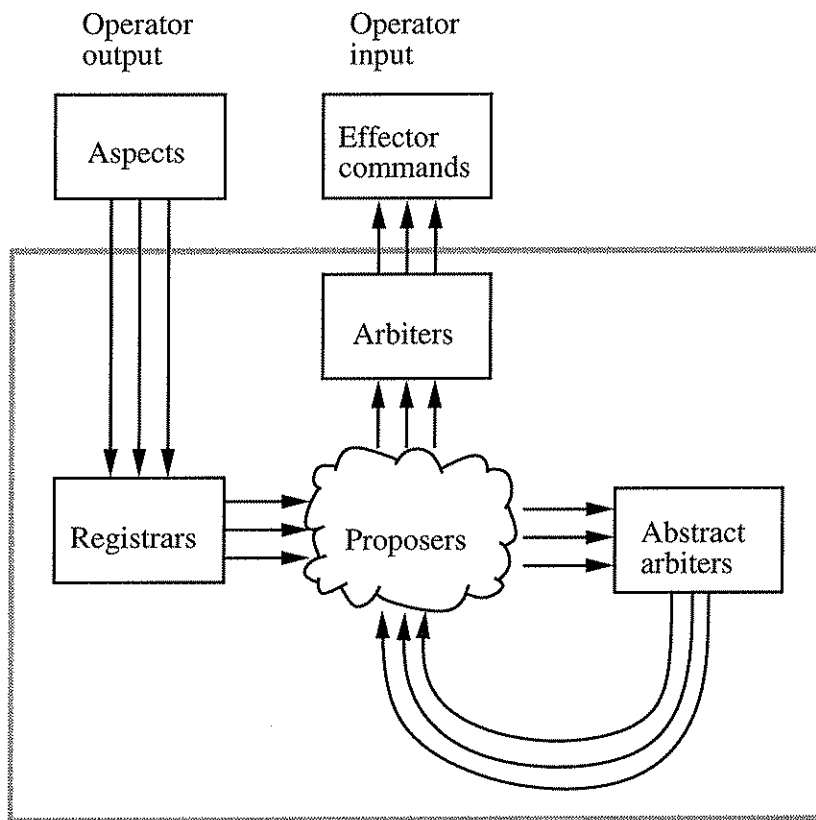 Operator
output
Operator
input
Aspects
Effector
commands
Arbiters
Registrars
Proposers
Abstract
arbiters